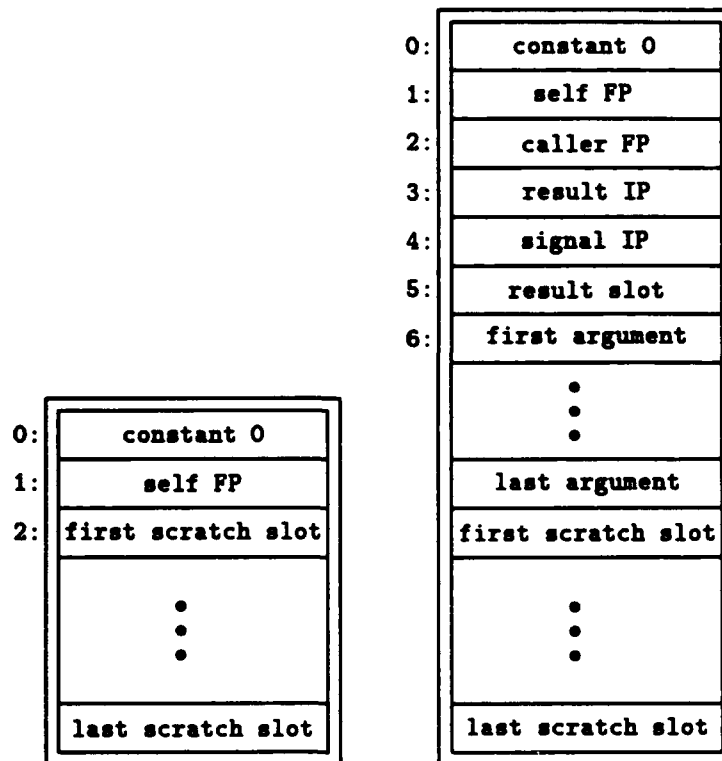 0: constant 0
1: self FP
2: first scratch slot
last scratch slot
0: constant 0
1: self FP
2: caller FP
3: result IP
4: signal IP
5: result slot
6: first argument
last argument
first scratch slot
last scratch slot